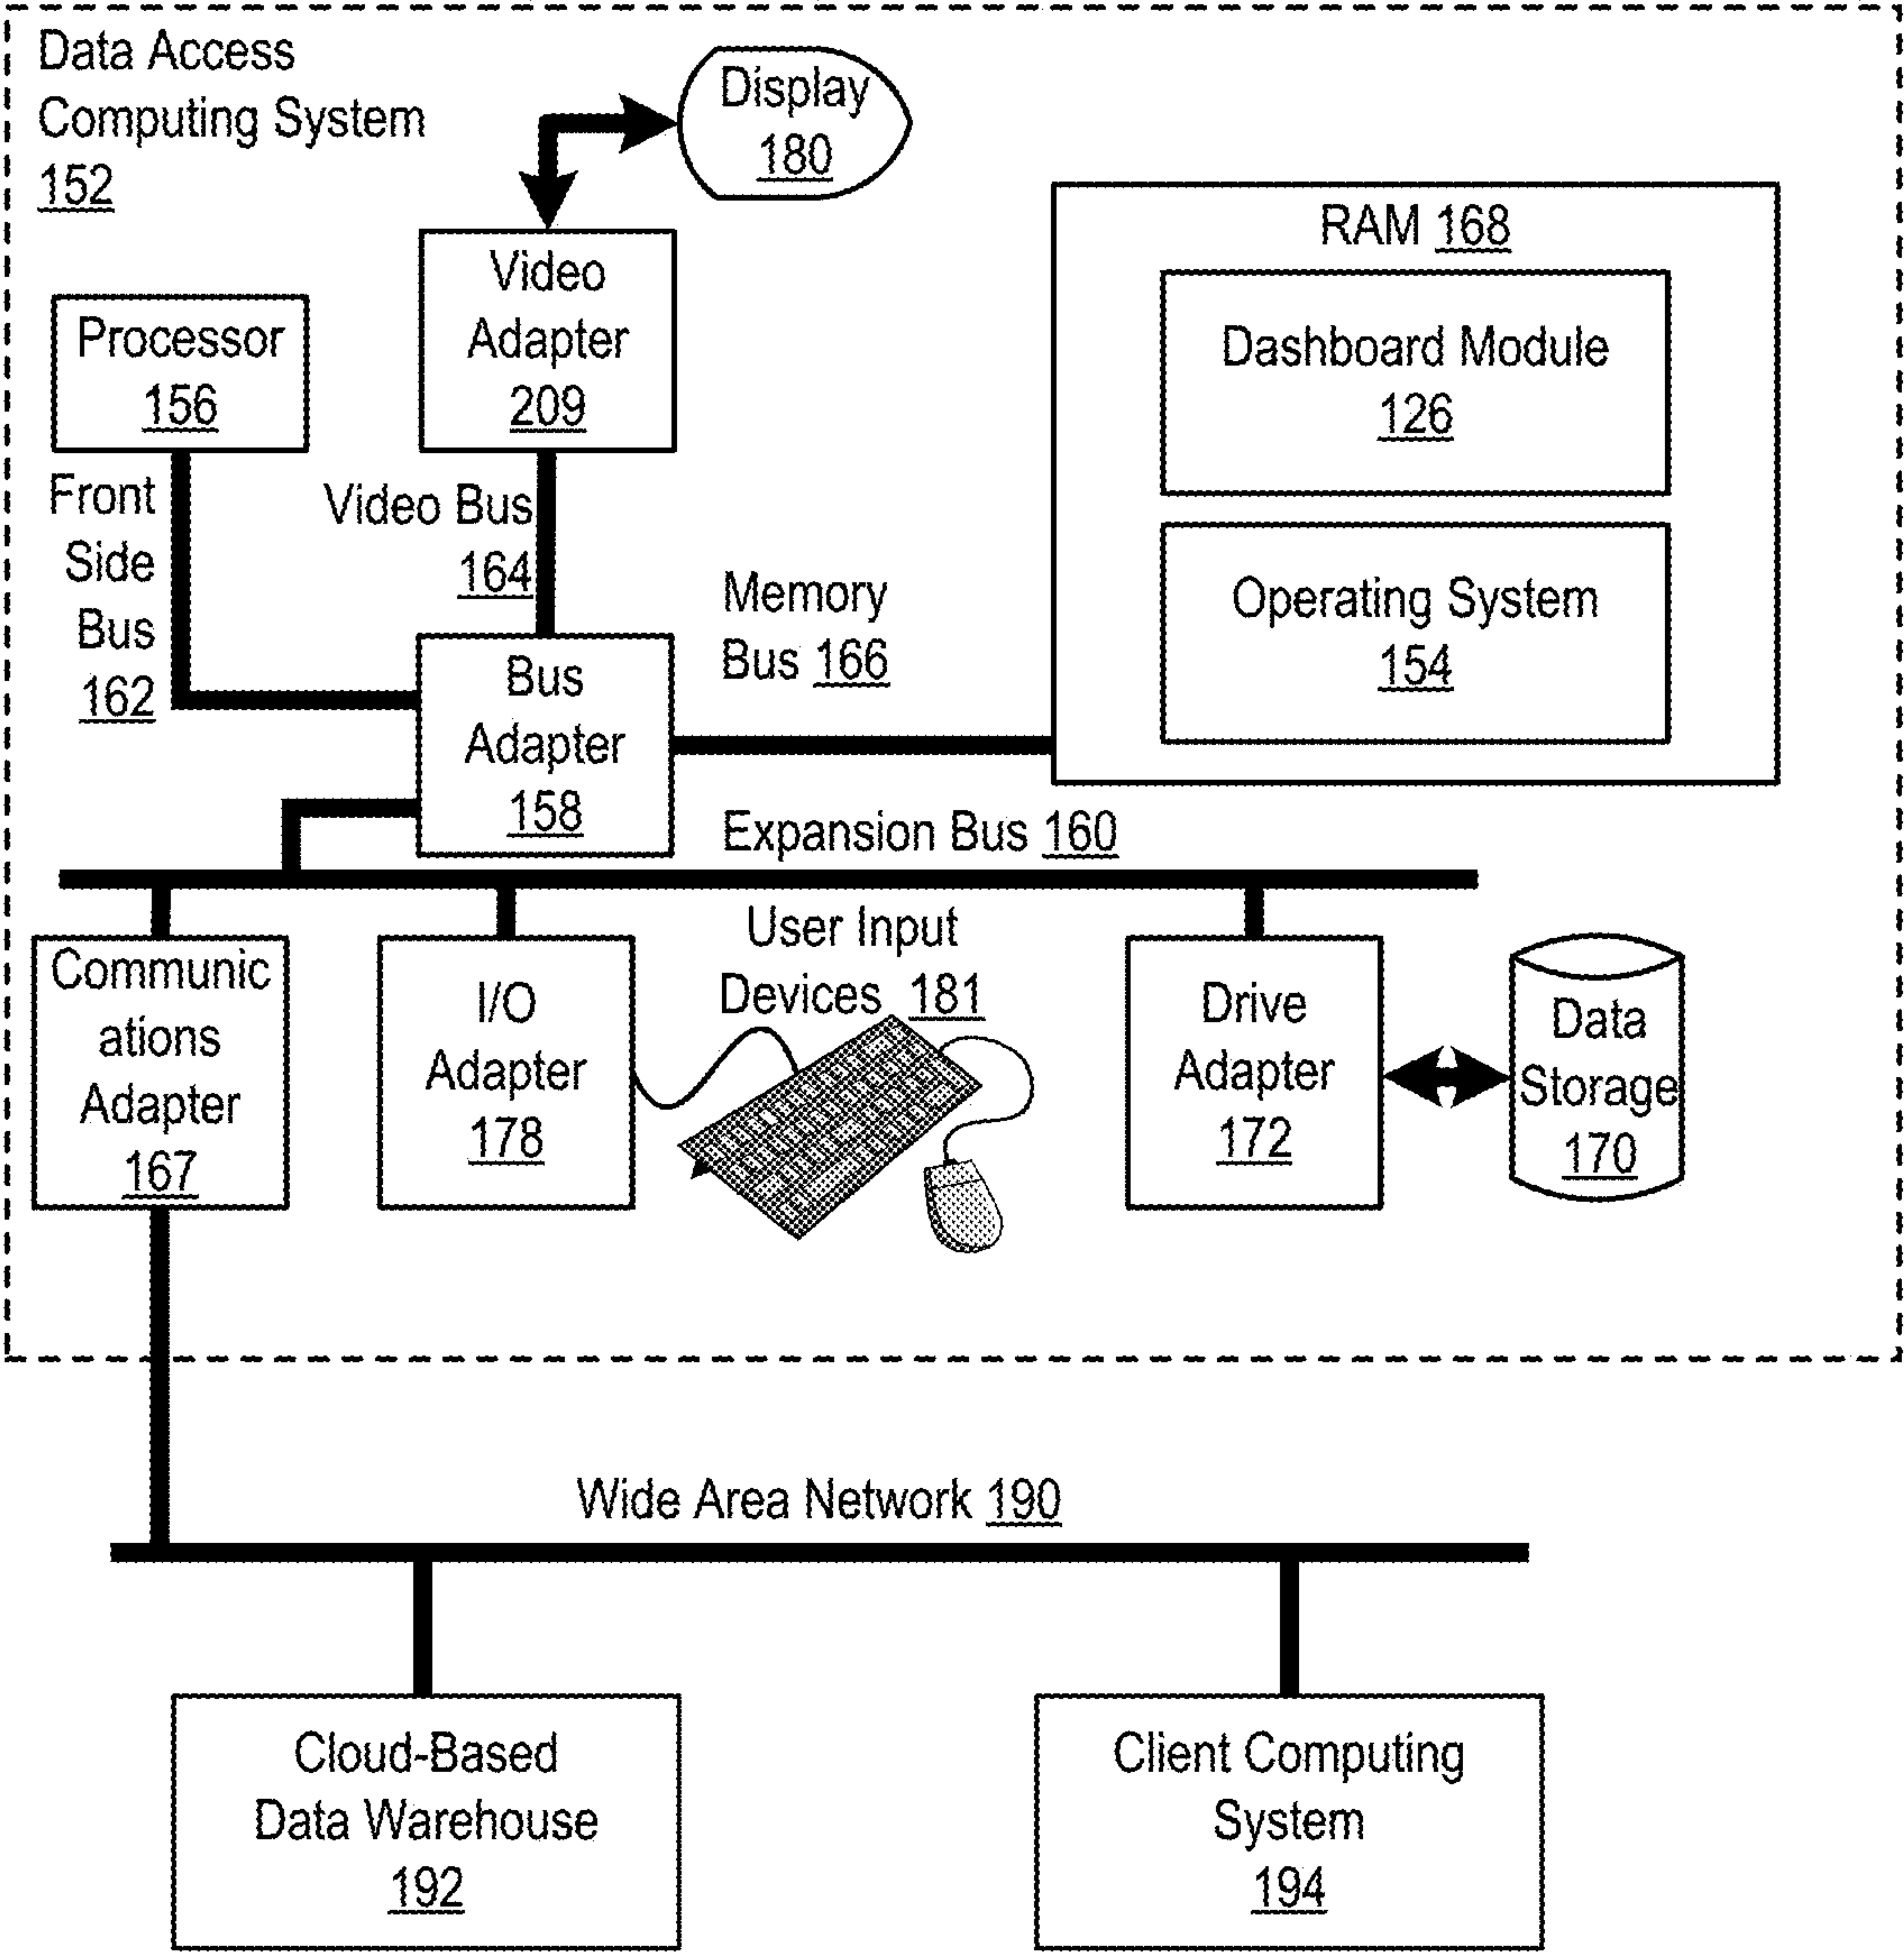 Data Access
Computing System
152
Display
180
Video
Adapter
209
Processor
156
RAM 168
Dashboard Module
126
Operating System
154
Front
Side
Bus
162
Video Bus
164
Memory
Bus 166
Bus
Adapter
158
Expansion Bus 160
Communic
ations
Adapter
167
I/O
Adapter
178
User Input
Devices 181
Drive
Adapter
172
Data
Storage
170
Wide Area Network 190
Cloud-Based
Data Warehouse
192
Client Computing
System
194